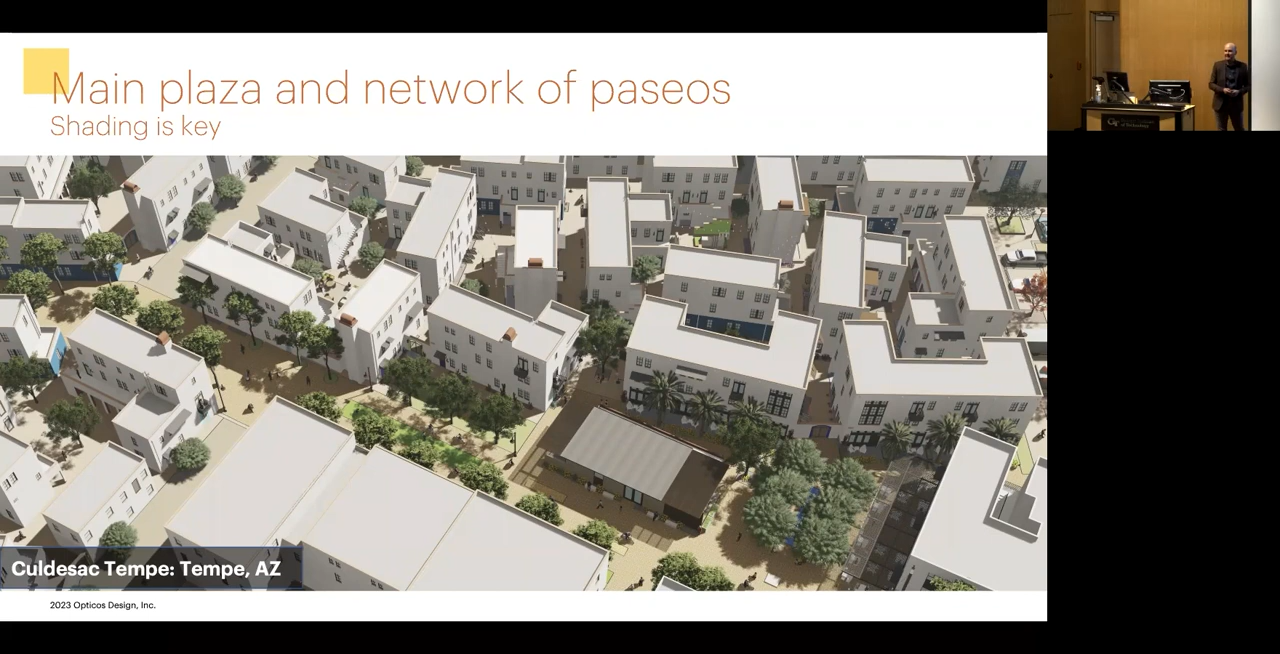 Main plaza and network of paseos
Shading is key
Culdesac Tempe: Tempe, AZ
2023 Opticos Design, Inc.